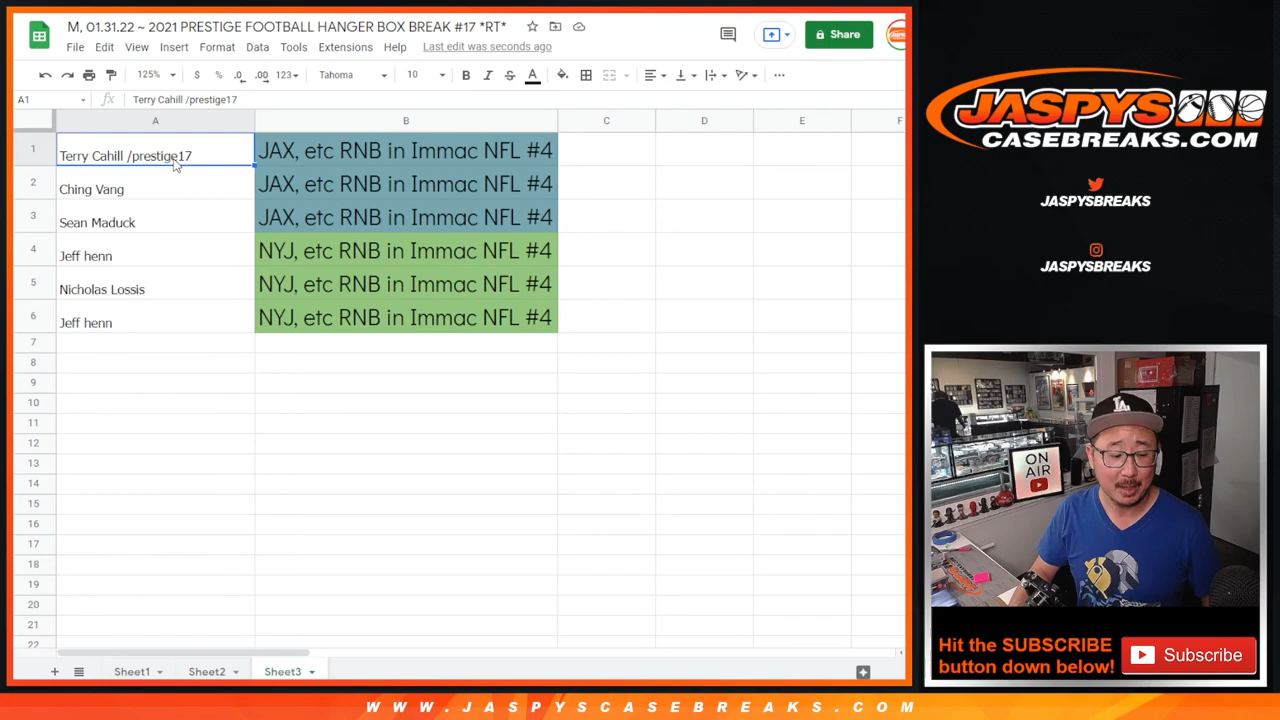 M, 01.31.22 ~ 2021 PRESTIGE FOOTBALL HANGER BOX BREAK #17 *RT*
File Edit View Insert Format Data Tools Extensions Help Last edit was seconds ago
Share
125% $ % .0 .00 123 Tahoma 10 B I S A
A1 fx Terry Cahill /prestige17
A B C D E F
1 Terry Cahill /prestige17 JAX, etc RNB in Immac NFL #4
2 Ching Vang JAX, etc RNB in Immac NFL #4
3 Sean Maduck JAX, etc RNB in Immac NFL #4
4 Jeff henn NYJ, etc RNB in Immac NFL #4
5 Nicholas Lossis NYJ, etc RNB in Immac NFL #4
6 Jeff henn NYJ, etc RNB in Immac NFL #4
7
8
9
10
11
12
13
14
15
16
17
18
19
20
21
22
Sheet1 Sheet2 Sheet3
JASPYS
CASEBREAKS.COM
JASPYSBREAKS
JASPYSBREAKS
ON
AIR
LA
Hit the SUBSCRIBE
button down below!
Subscribe
WWW.JASPYSCASEBREAKS.COM